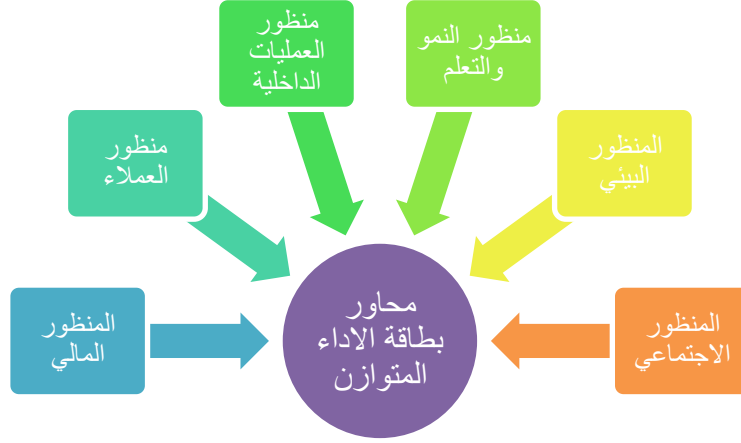 منظور
العمليات
الداخلية
منظور النمو
والتعلم
منظور
العملاء
المنظور
البيئي
المنظور
المالي
محاور
بطاقة الاداء
المتوازن
المنظور
الاجتماعي